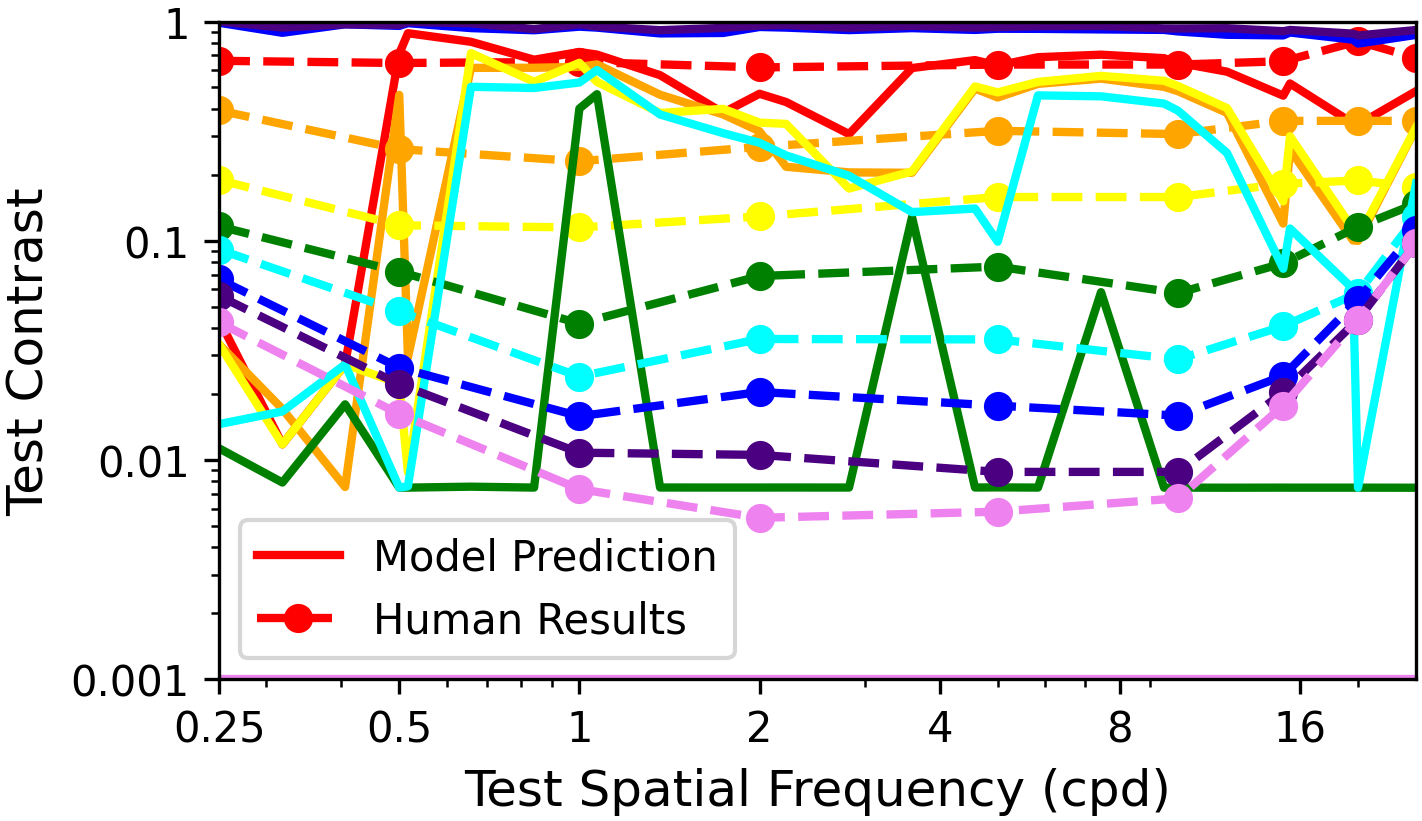 Test Contrast
1
0.1
0.01
0.001
Model Prediction
Human Results
0.25 0.5 1 2 4 8 16
Test Spatial Frequency (cpd)